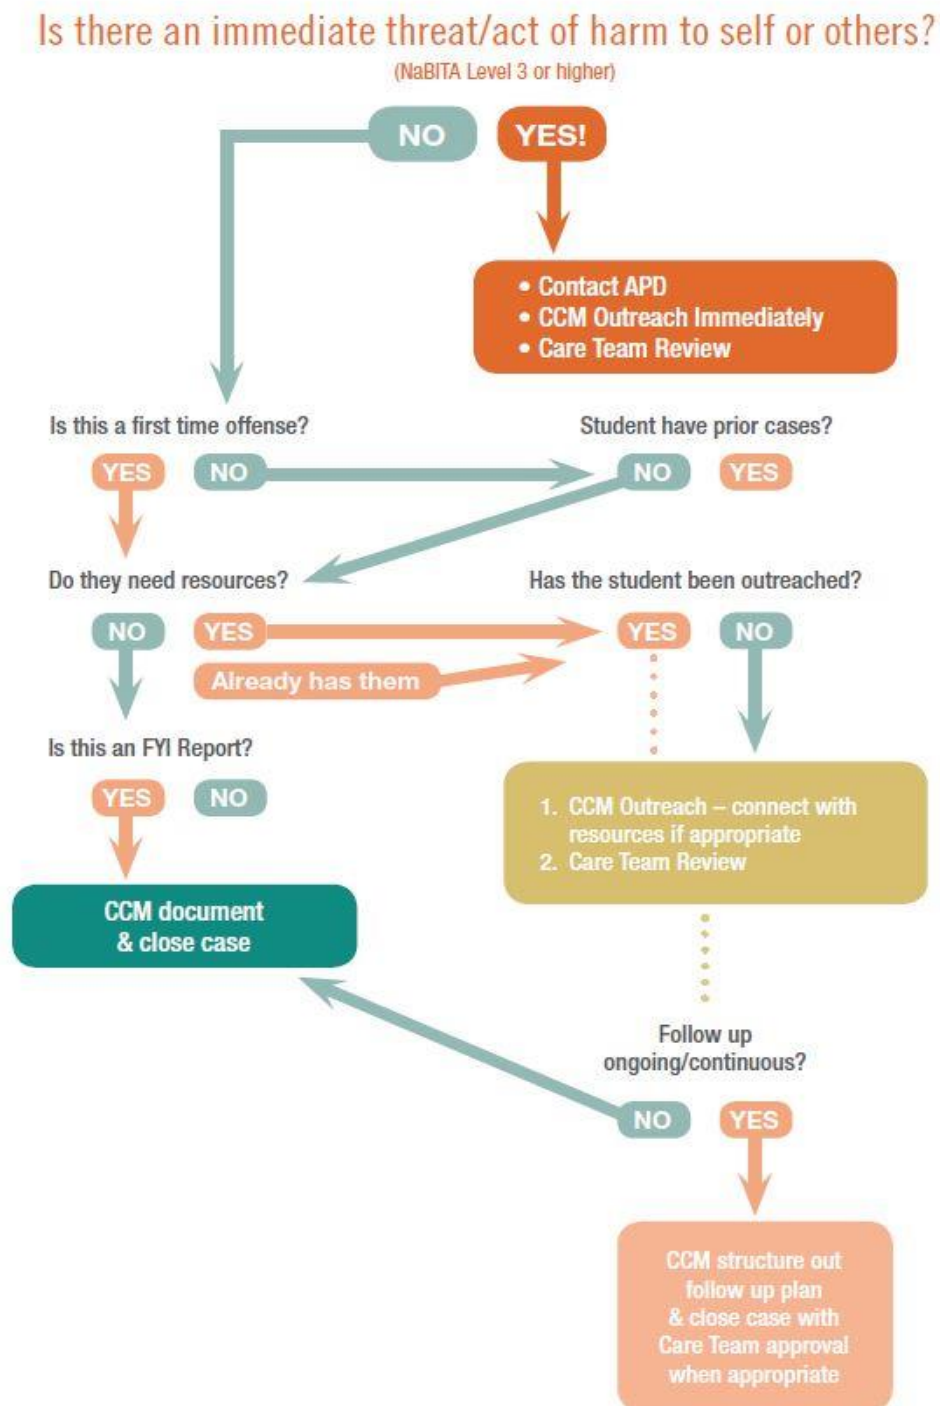 Is there an immediate threat/act of harm to self or others?
(NaBITA Level 3 or higher)
NO
YES!
• Contact APD
• CCM Outreach Immediately
• Care Team Review
Is this a first time offense?
Student have prior cases?
YES
NO
NO
YES
Do they need resources?
Has the student been outreached?
NO
YES
YES
NO
Already has them
Is this an FYI Report?
YES
NO
1. CCM Outreach – connect with
resources if appropriate
2. Care Team Review
CCM document
& close case
Follow up
ongoing/continuous?
NO
YES
CCM structure out
follow up plan
& close case with
Care Team approval
when appropriate